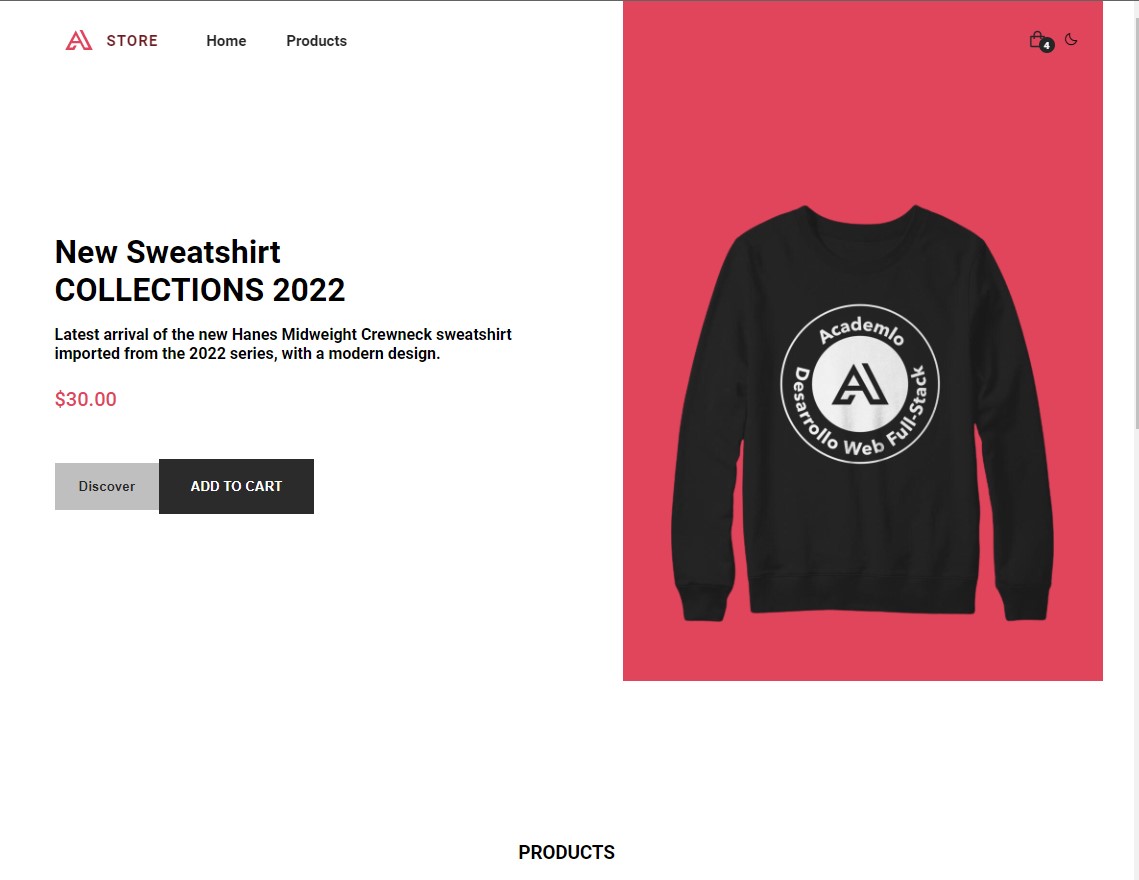 STORE
Home
Products
4
New Sweatshirt
COLLECTIONS 2022
Latest arrival of the new Hanes Midweight Crewneck sweatshirt
imported from the 2022 series, with a modern design.
$30.00
Discover
ADD TO CART
Academlo
Desarrollo Web Full-Stack
PRODUCTS